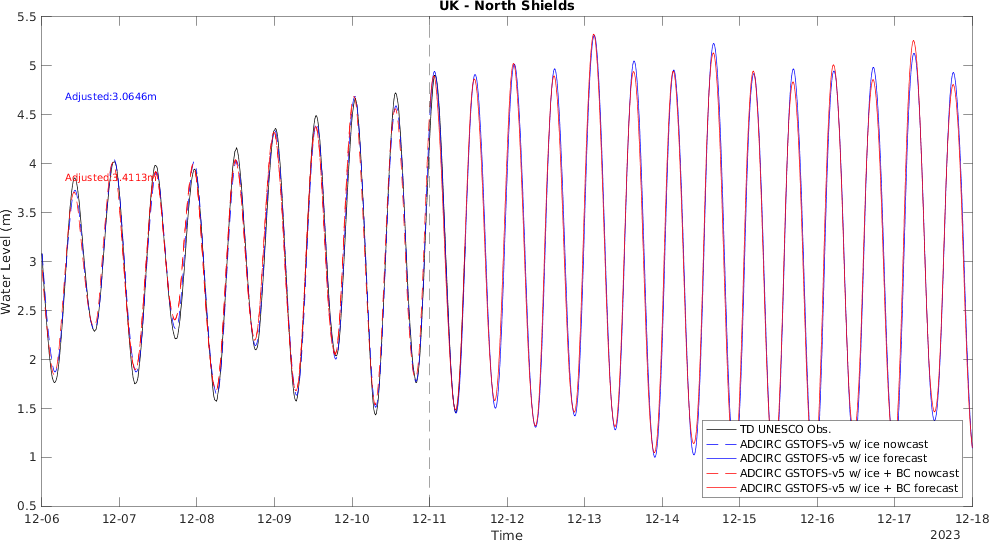 UK - North Shields
5.5
5
4.5
4
3.5
3
2.5
2
1.5
1
0.5
Water Level (m)
Adjusted:3.0646m
Adjusted:3.4113m
TD UNESCO Obs.
ADCIRC GSTOFS-v5 w/ ice nowcast
ADCIRC GSTOFS-v5 w/ ice forecast
ADCIRC GSTOFS-v5 w/ ice + BC nowcast
ADCIRC GSTOFS-v5 w/ ice + BC forecast
12-06 12-07 12-08 12-09 12-10 12-11 12-12 12-13 12-14 12-15 12-16 12-17 12-18
Time
2023